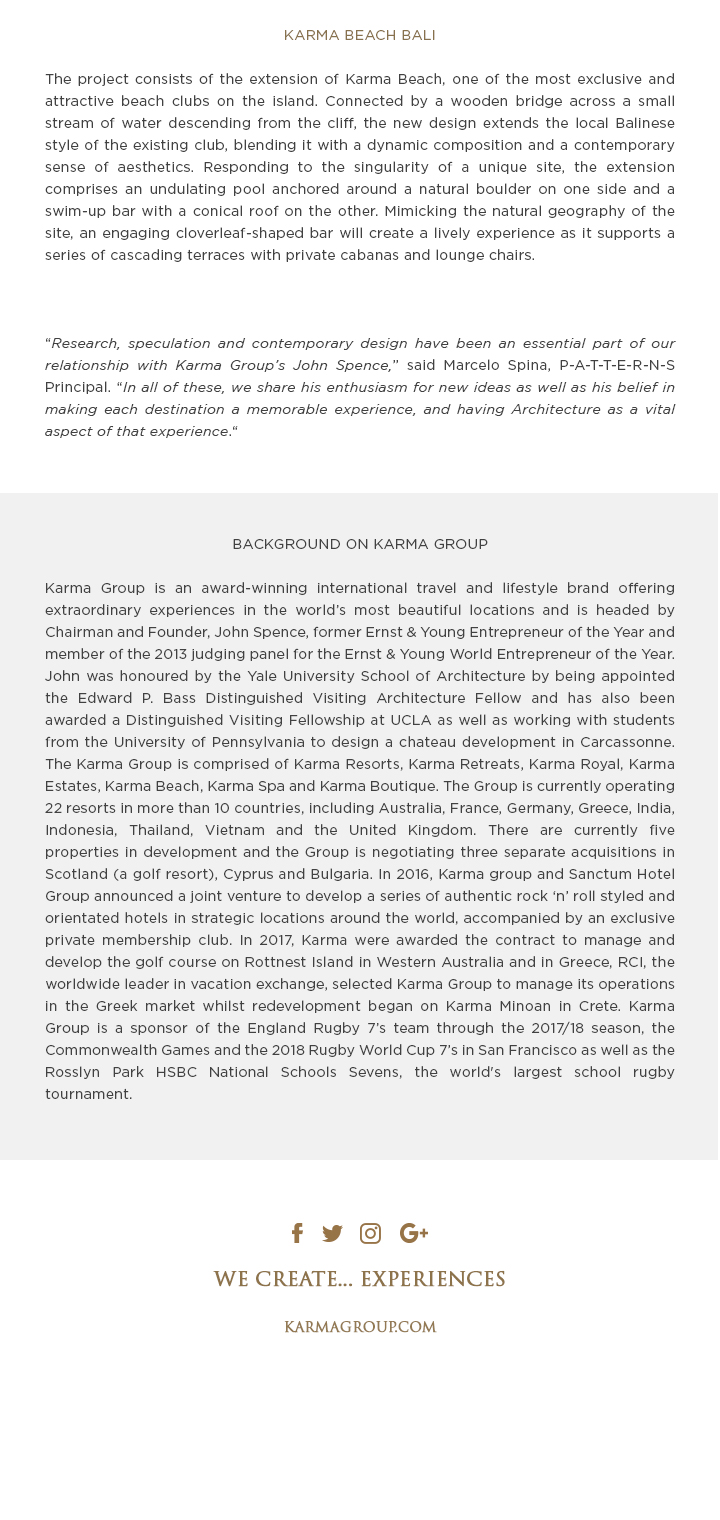 KARMA BEACH BALI
The project consists of the extension of Karma Beach, one of the most exclusive and
attractive beach clubs on the island. Connected by a wooden bridge across a small
stream of water descending from the cliff, the new design extends the local Balinese
style of the existing club, blending it with a dynamic composition and a contemporary
sense of aesthetics. Responding to the singularity of a unique site, the extension
comprises an undulating pool anchored around a natural boulder on one side and a
swim-up bar with a conical roof on the other. Mimicking the natural geography of the
site, an engaging cloverleaf-shaped bar will create a lively experience as it supports a
series of cascading terraces with private cabanas and lounge chairs.
“Research, speculation and contemporary design have been an essential part of our
relationship with Karma Group’s John Spence,” said Marcelo Spina, P-A-T-T-E-R-N-S
Principal. “In all of these, we share his enthusiasm for new ideas as well as his belief in
making each destination a memorable experience, and having Architecture as a vital
aspect of that experience.“
BACKGROUND ON KARMA GROUP
Karma Group is an award-winning international travel and lifestyle brand offering
extraordinary experiences in the world’s most beautiful locations and is headed by
Chairman and Founder, John Spence, former Ernst & Young Entrepreneur of the Year and
member of the 2013 judging panel for the Ernst & Young World Entrepreneur of the Year.
John was honoured by the Yale University School of Architecture by being appointed
the Edward P. Bass Distinguished Visiting Architecture Fellow and has also been
awarded a Distinguished Visiting Fellowship at UCLA as well as working with students
from the University of Pennsylvania to design a chateau development in Carcassonne.
The Karma Group is comprised of Karma Resorts, Karma Retreats, Karma Royal, Karma
Estates, Karma Beach, Karma Spa and Karma Boutique. The Group is currently operating
22 resorts in more than 10 countries, including Australia, France, Germany, Greece, India,
Indonesia, Thailand, Vietnam and the United Kingdom. There are currently five
properties in development and the Group is negotiating three separate acquisitions in
Scotland (a golf resort), Cyprus and Bulgaria. In 2016, Karma group and Sanctum Hotel
Group announced a joint venture to develop a series of authentic rock ‘n’ roll styled and
orientated hotels in strategic locations around the world, accompanied by an exclusive
private membership club. In 2017, Karma were awarded the contract to manage and
develop the golf course on Rottnest Island in Western Australia and in Greece, RCI, the
worldwide leader in vacation exchange, selected Karma Group to manage its operations
in the Greek market whilst redevelopment began on Karma Minoan in Crete. Karma
Group is a sponsor of the England Rugby 7’s team through the 2017/18 season, the
Commonwealth Games and the 2018 Rugby World Cup 7’s in San Francisco as well as the
Rosslyn Park HSBC National Schools Sevens, the world's largest school rugby
tournament.
WE CREATE... EXPERIENCES
KARMAGROUP.COM